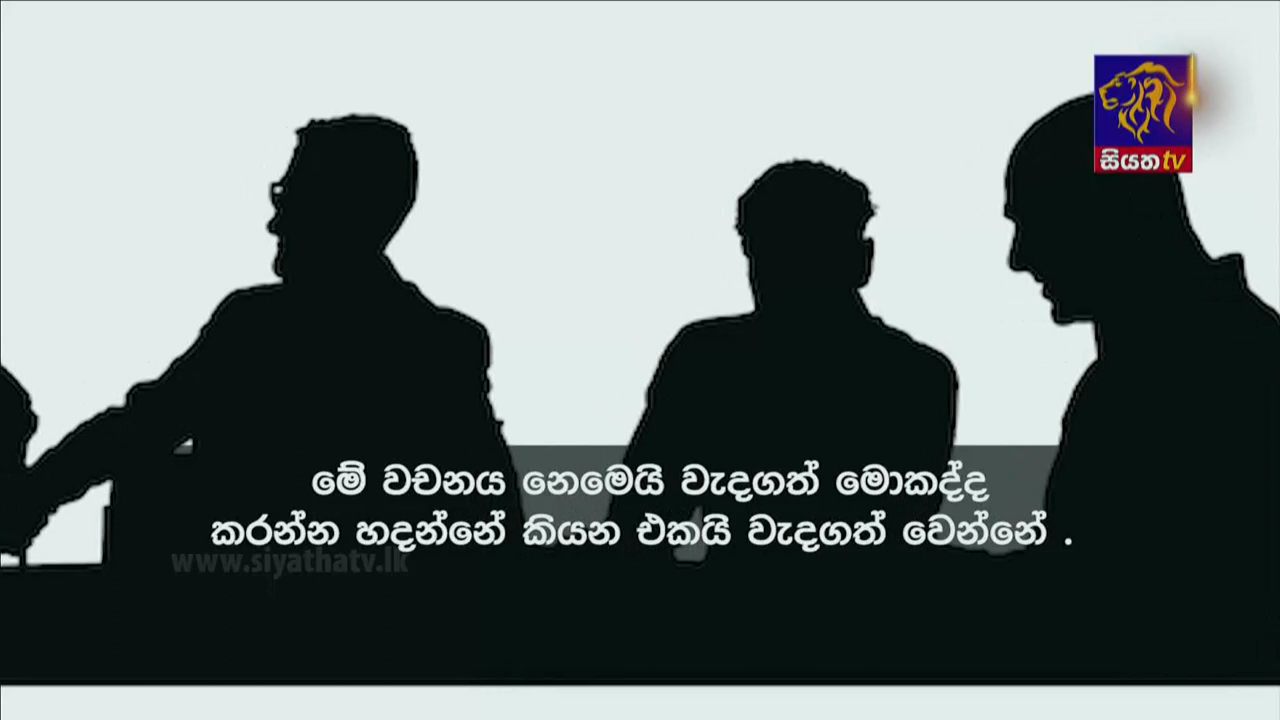 සියත tv
මේ වචනය නෙමෙයි වැදගත් මොකද්ද
කරන්න හදන්නේ කියන එකයි වැදගත් වෙන්නේ .
www.siyathatv.lk